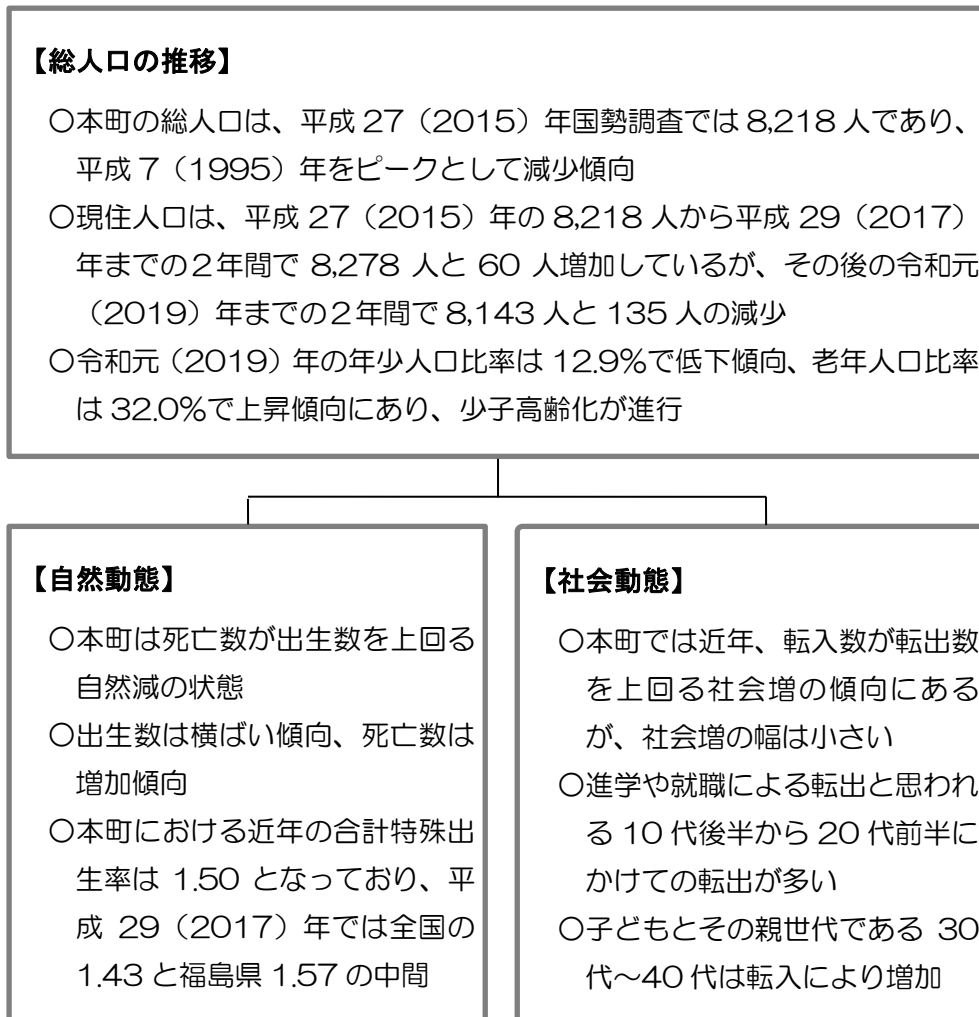 【総人口の推移】
○本町の総人口は、平成 27（2015）年国勢調査では 8,218 人であり、
平成 7（1995）年をピークとして減少傾向
○現住人口は、平成 27（2015）年の 8,218 人から平成 29（2017）
年までの２年間で 8,278 人と 60 人増加しているが、その後の令和元
（2019）年までの２年間で 8,143 人と 135 人の減少
○令和元（2019）年の年少人口比率は 12.9％で低下傾向、老年人口比率
は 32.0％で上昇傾向にあり、少子高齢化が進行
【自然動態】
○本町は死亡数が出生数を上回る
自然減の状態
○出生数は横ばい傾向、死亡数は
増加傾向
○本町における近年の合計特殊出
生率は 1.50 となっており、平
成 29（2017）年では全国の
1.43 と福島県 1.57 の中間
【社会動態】
○本町では近年、転入数が転出数
を上回る社会増の傾向にある
が、社会増の幅は小さい
○進学や就職による転出と思われ
る 10 代後半から 20 代前半に
かけての転出が多い
○子どもとその親世代である 30
代～40 代は転入により増加